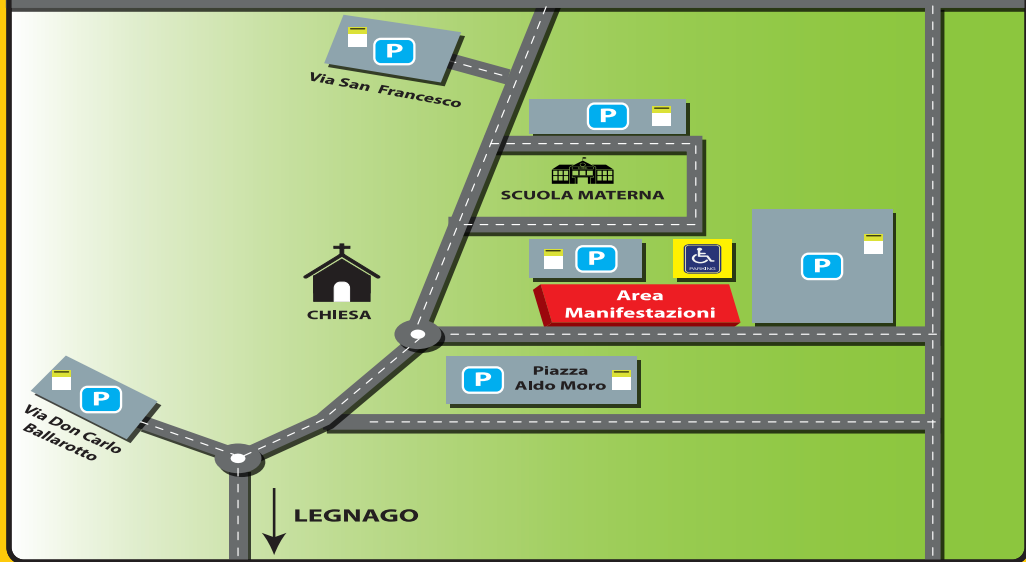 P
Via San Francesco
P
SCUOLA MATERNA
P
PARKING
P
Area
Manifestazioni
CHIESA
P
Piazza
Aldo Moro
P
Via Don Carlo
Ballarotto
LEGNAGO